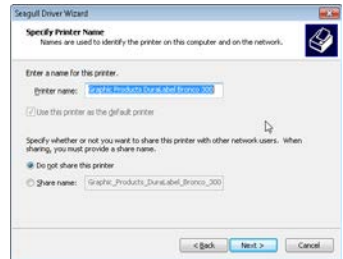 Seagull Driver Wizard
Specify Printer Name
Names are used to identify the printer on this computer and on the network.
Enter a name for this printer.
Printer name: Graphic Products DuraLabel Bronco 300
Use this printer as the default printer
Specify whether or not you want to share this printer with other network users. When
sharing, you must provide a share name.
Do not share this printer
Share name: Graphic_Products_DuraLabel_Bronco_300
< Back Next > Cancel